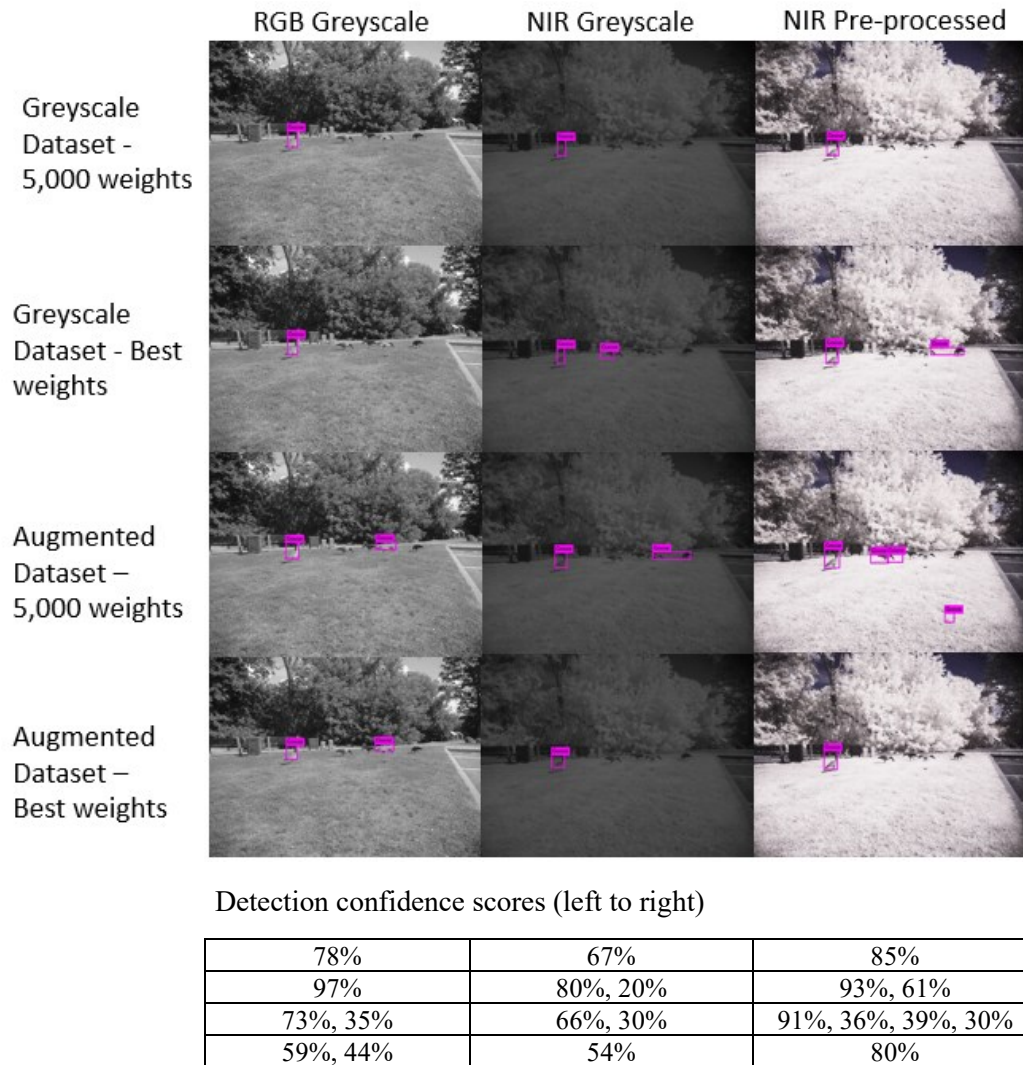 RGB Greyscale
NIR Greyscale
NIR Pre-processed
Greyscale
Dataset -
5,000 weights
Greyscale
Dataset - Best
weights
Augmented
Dataset –
5,000 weights
Augmented
Dataset –
Best weights
Detection confidence scores (left to right)
78% 67% 85%
97% 80%, 20% 93%, 61%
73%, 35% 66%, 30% 91%, 36%, 39%, 30%
59%, 44% 54% 80%